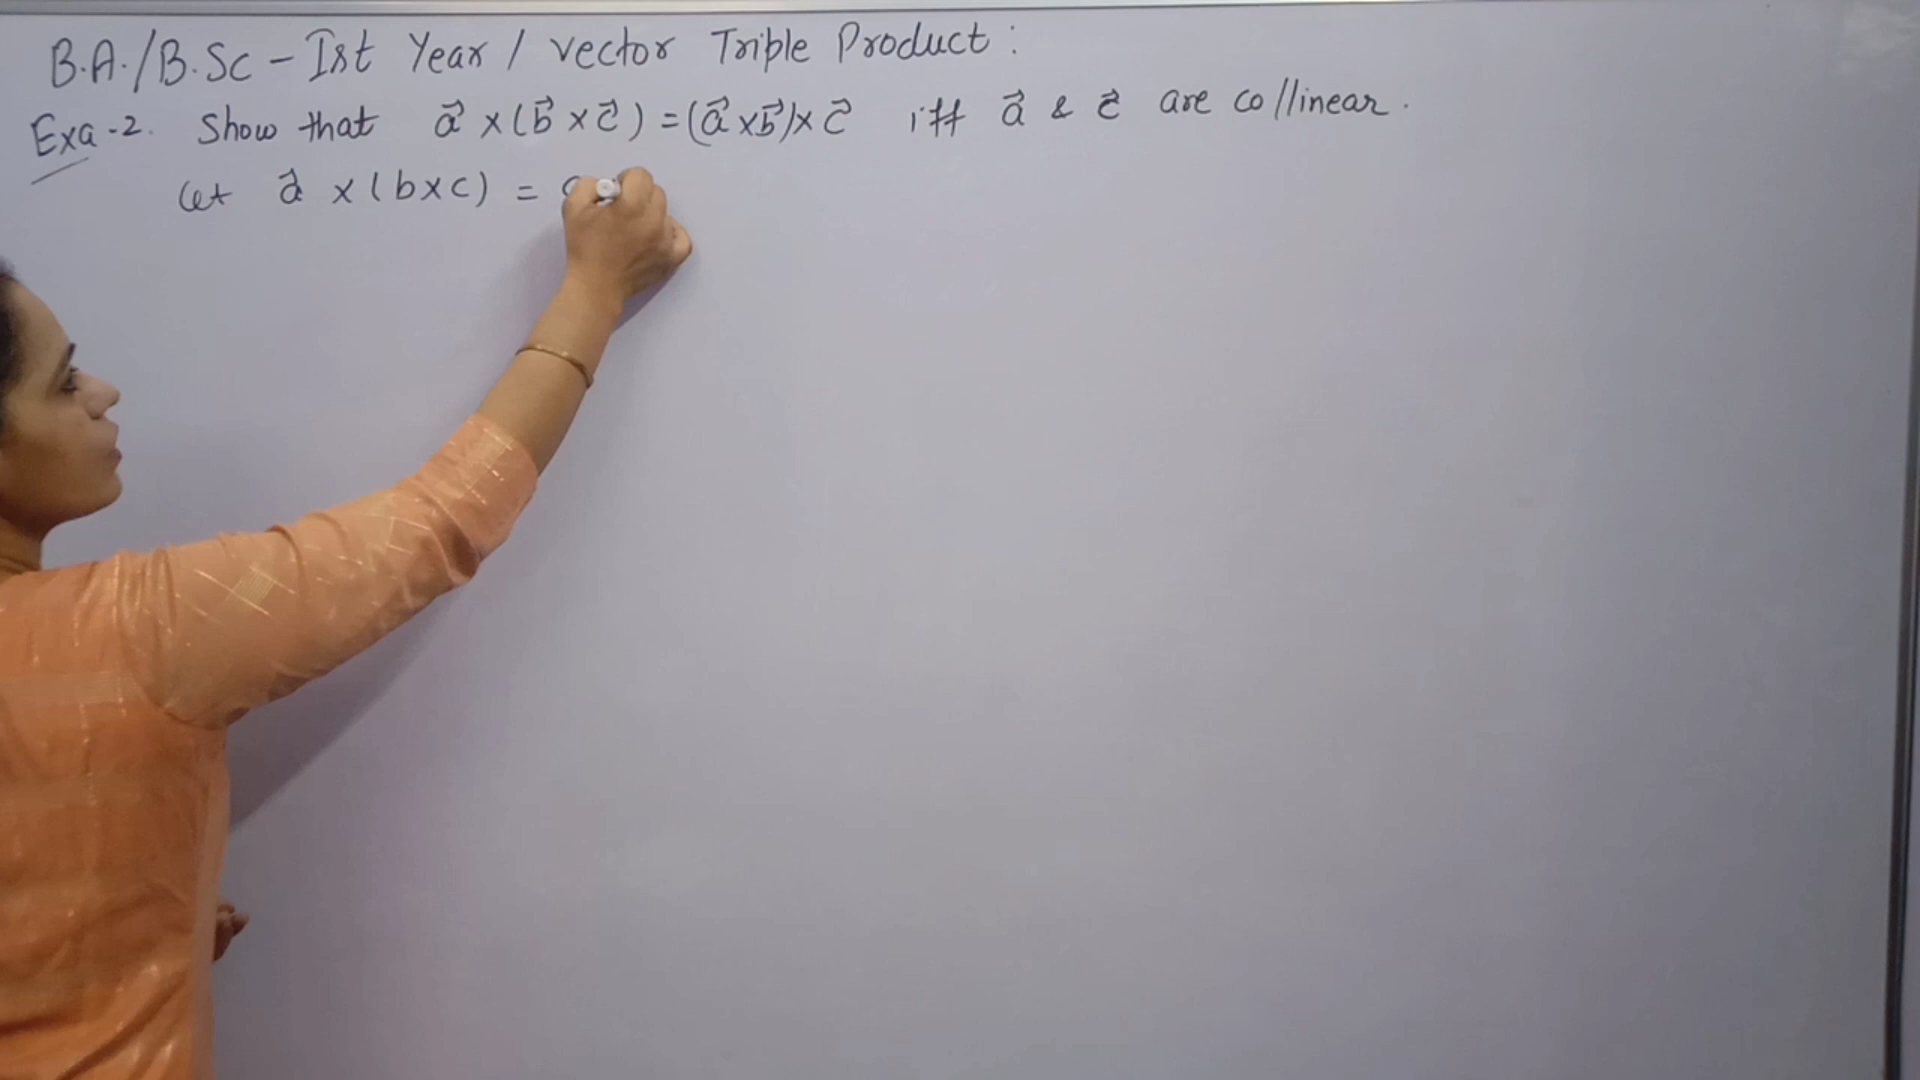 B.A./B.Sc - Ist Year / Vector Triple Product :
Exa-2. Show that a⃗ × (b⃗ × c⃗) = (a⃗ × b⃗) × c⃗ iff a⃗ & c⃗ are collinear.
Let a⃗ × (b × c) =